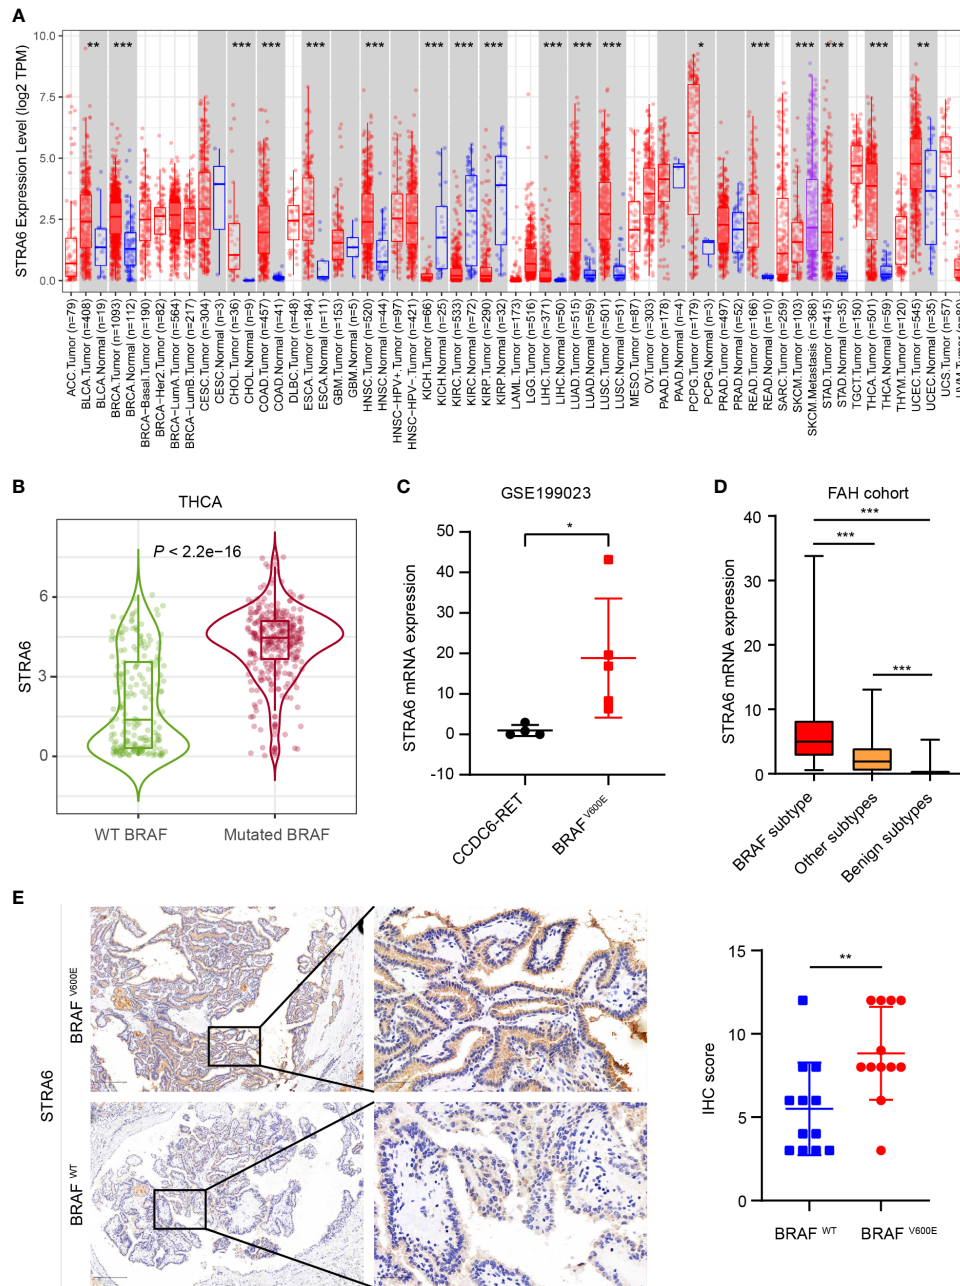 A
STRA6 Expression Level (log2 TPM)
10.0
7.5
5.0
2.5
0.0
** *** *** *** *** *** *** *** *** *** *** *** * *** *** *** *** **
ACC.Tumor (n=79)
BLCA.Tumor (n=408)
BLCA.Normal (n=19)
BRCA.Tumor (n=1093)
BRCA.Normal (n=112)
BRCA-Basal.Tumor (n=190)
BRCA-Her2.Tumor (n=82)
BRCA-LumA.Tumor (n=564)
BRCA-LumB.Tumor (n=217)
CESC.Tumor (n=304)
CESC.Normal (n=3)
CHOL.Tumor (n=36)
CHOL.Normal (n=9)
COAD.Tumor (n=457)
COAD.Normal (n=41)
DLBC.Tumor (n=48)
ESCA.Tumor (n=184)
ESCA.Normal (n=11)
GBM.Tumor (n=153)
GBM.Normal (n=5)
HNSC.Tumor (n=520)
HNSC.Normal (n=44)
HNSC-HPV+.Tumor (n=97)
HNSC-HPV-.Tumor (n=421)
KICH.Tumor (n=66)
KICH.Normal (n=25)
KIRC.Tumor (n=533)
KIRC.Normal (n=72)
KIRP.Tumor (n=290)
KIRP.Normal (n=32)
LAML.Tumor (n=173)
LGG.Tumor (n=516)
LIHC.Tumor (n=371)
LIHC.Normal (n=50)
LUAD.Tumor (n=515)
LUAD.Normal (n=59)
LUSC.Tumor (n=501)
LUSC.Normal (n=51)
MESO.Tumor (n=87)
OV.Tumor (n=303)
PAAD.Tumor (n=178)
PAAD.Normal (n=4)
PCPG.Tumor (n=179)
PCPG.Normal (n=3)
PRAD.Tumor (n=497)
PRAD.Normal (n=52)
READ.Tumor (n=166)
READ.Normal (n=10)
SARC.Tumor (n=259)
SKCM.Tumor (n=103)
SKCM.Metastasis (n=368)
STAD.Tumor (n=415)
STAD.Normal (n=35)
TGCT.Tumor (n=150)
THCA.Tumor (n=501)
THCA.Normal (n=59)
THYM.Tumor (n=120)
UCEC.Tumor (n=545)
UCEC.Normal (n=35)
UCS.Tumor (n=57)
B
THCA
P < 2.2e−16
STRA6
6
3
0
WT BRAF
Mutated BRAF
C
GSE199023
*
STRA6 mRNA expression
50
40
30
20
10
0
-10
CCDC6-RET
BRAF V600E
D
FAH cohort
***
***
***
STRA6 mRNA expression
40
30
20
10
0
BRAF subtype
Other subtypes
Benign subtypes
E
STRA6
BRAF V600E
BRAF WT
**
IHC score
15
10
5
0
BRAF WT
BRAF V600E